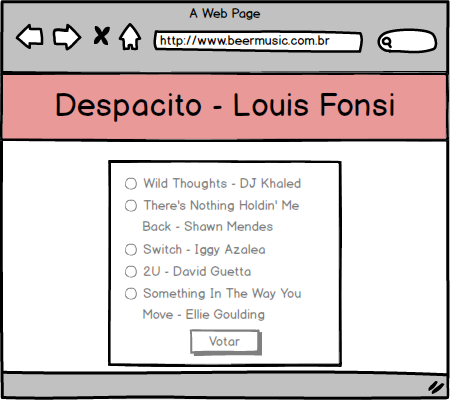 A Web Page
http://www.beermusic.com.br
Despacito - Louis Fonsi
Wild Thoughts - DJ Khaled
There's Nothing Holdin' Me
Back - Shawn Mendes
Switch - Iggy Azalea
2U - David Guetta
Something In The Way You
Move - Ellie Goulding
Votar